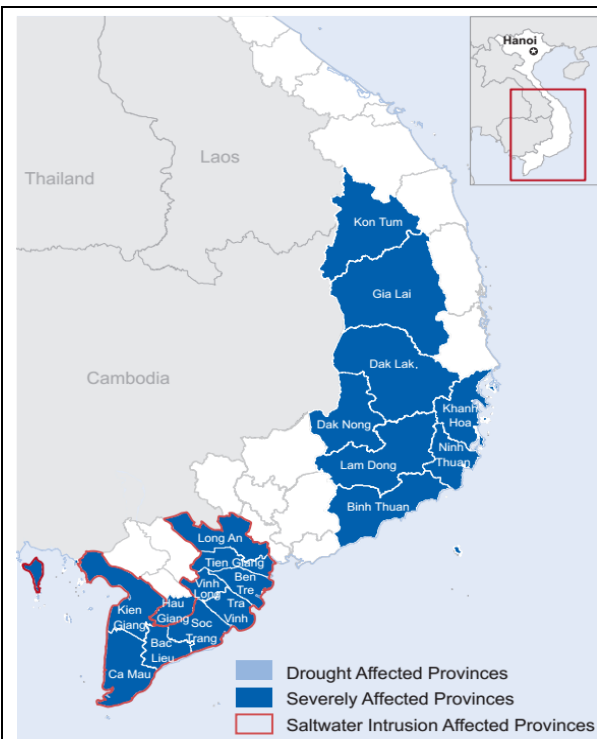 Hanoi
Laos
Thailand
Kon Tum
Gia Lai
Dak Lak
Cambodia
Khanh
Hoa
Dak Nong
Ninh
Thuan
Lam Dong
Binh Thuan
Long An
Tien Giang
Ben
Tre
Vinh
Long
Tra
Vinh
Hau
Giang
Kien
Giang
Soc
Trang
Bac
Lieu
Ca Mau
Drought Affected Provinces
Severely Affected Provinces
Saltwater Intrusion Affected Provinces